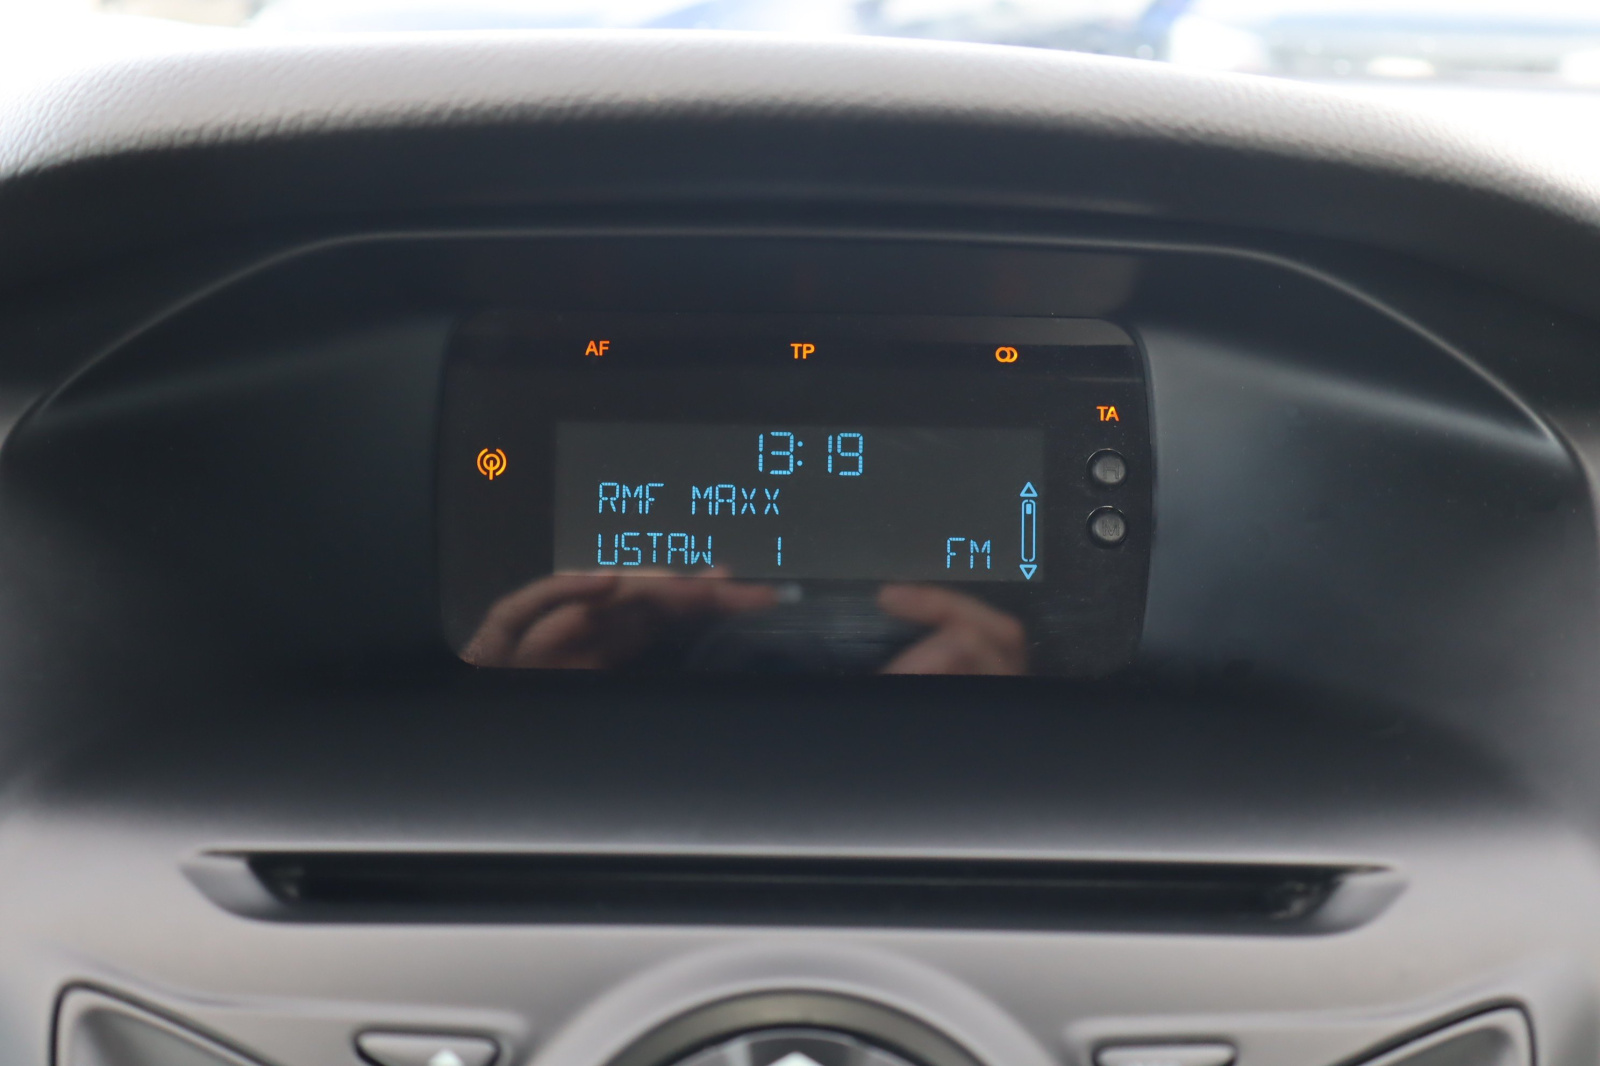 AF TP
TA
13:19
RMF MAXX
USTAW. 1 FM